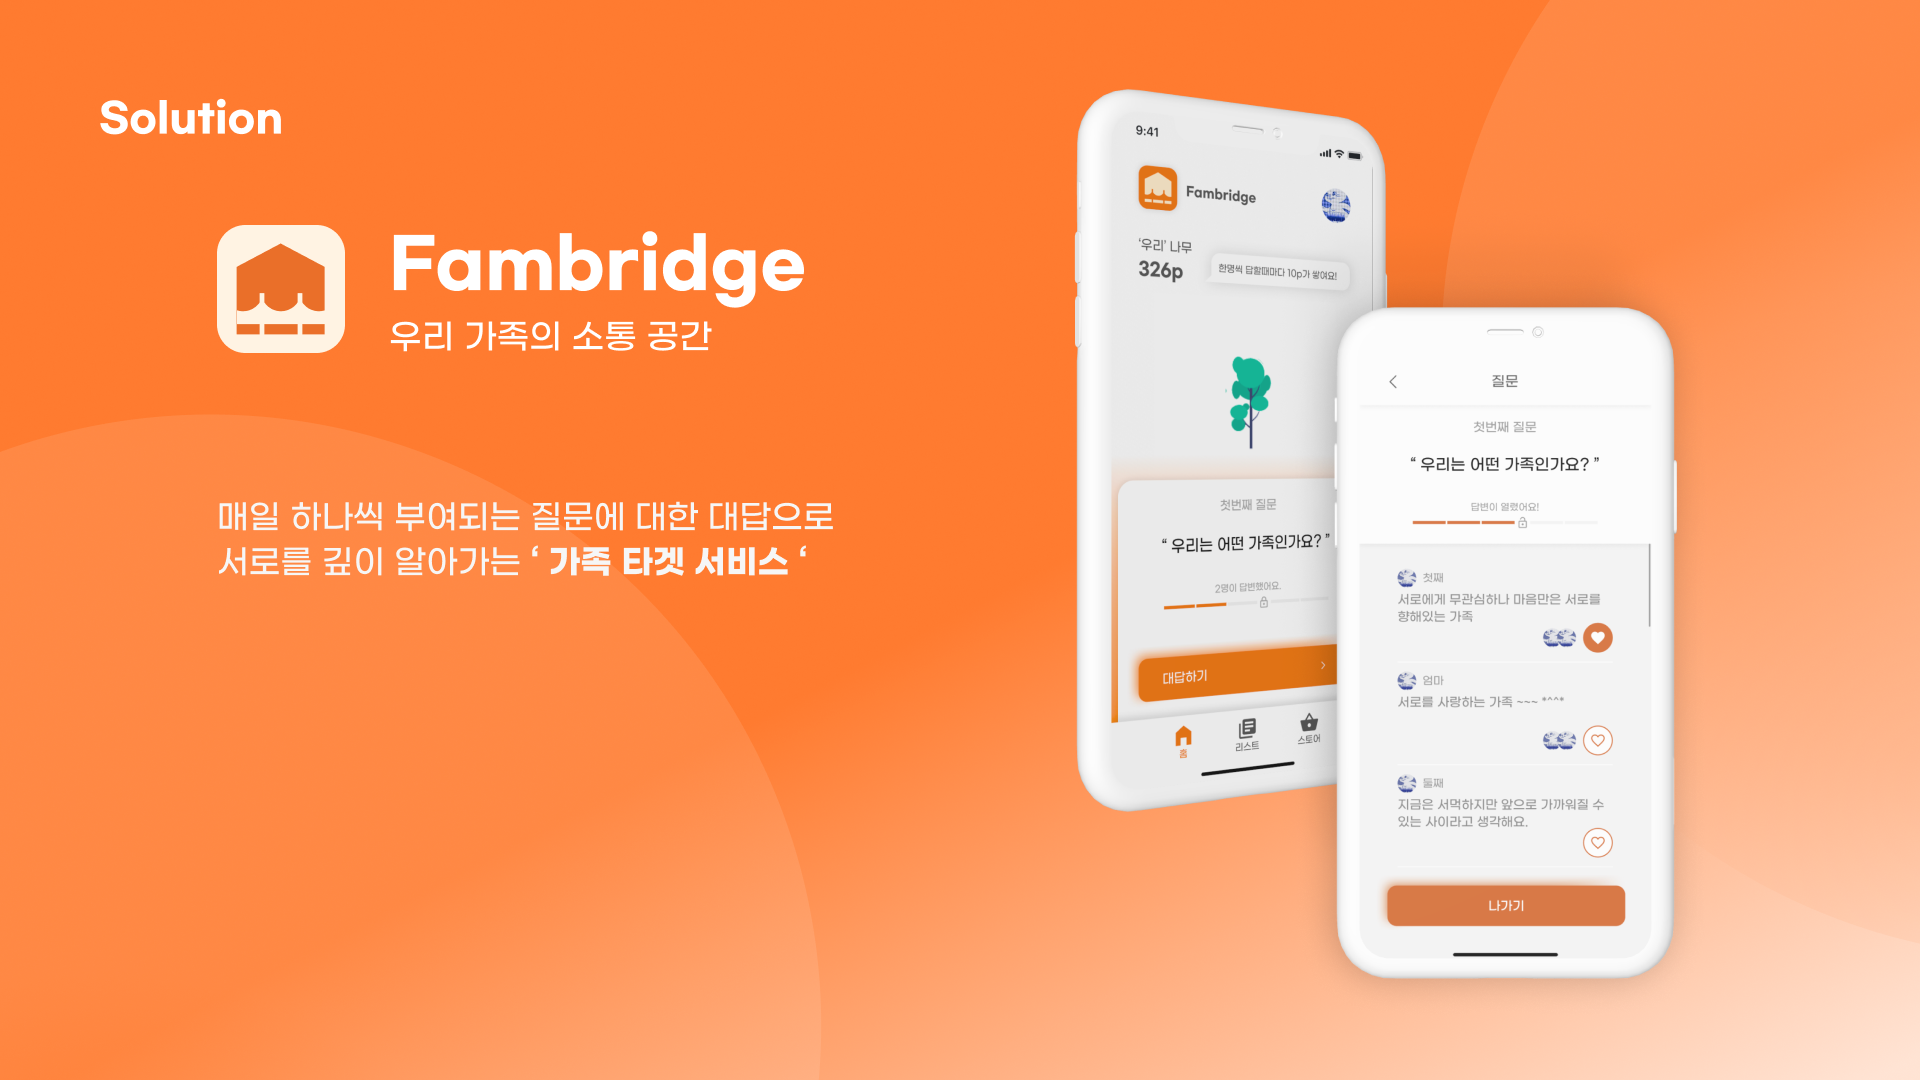 Solution
Fambridge
우리 가족의 소통 공간
매일 하나씩 부여되는 질문에 대한 대답으로
서로를 깊이 알아가는 ‘ 가족 타겟 서비스 ‘
9:41
Fambridge
'우리' 나무
326p
한명씩 답할때마다 10p가 쌓여요!
첫번째 질문
“ 우리는 어떤 가족인가요? ”
2명이 답변했어요.
대답하기
홈
리스트
스토어
질문
첫번째 질문
“ 우리는 어떤 가족인가요? ”
답변이 열렸어요!
첫째
서로에게 무관심하나 마음만은 서로를
향해있는 가족
엄마
서로를 사랑하는 가족 ~~~ *^^*
둘째
지금은 서먹하지만 앞으로 가까워질 수
있는 사이라고 생각해요.
나가기